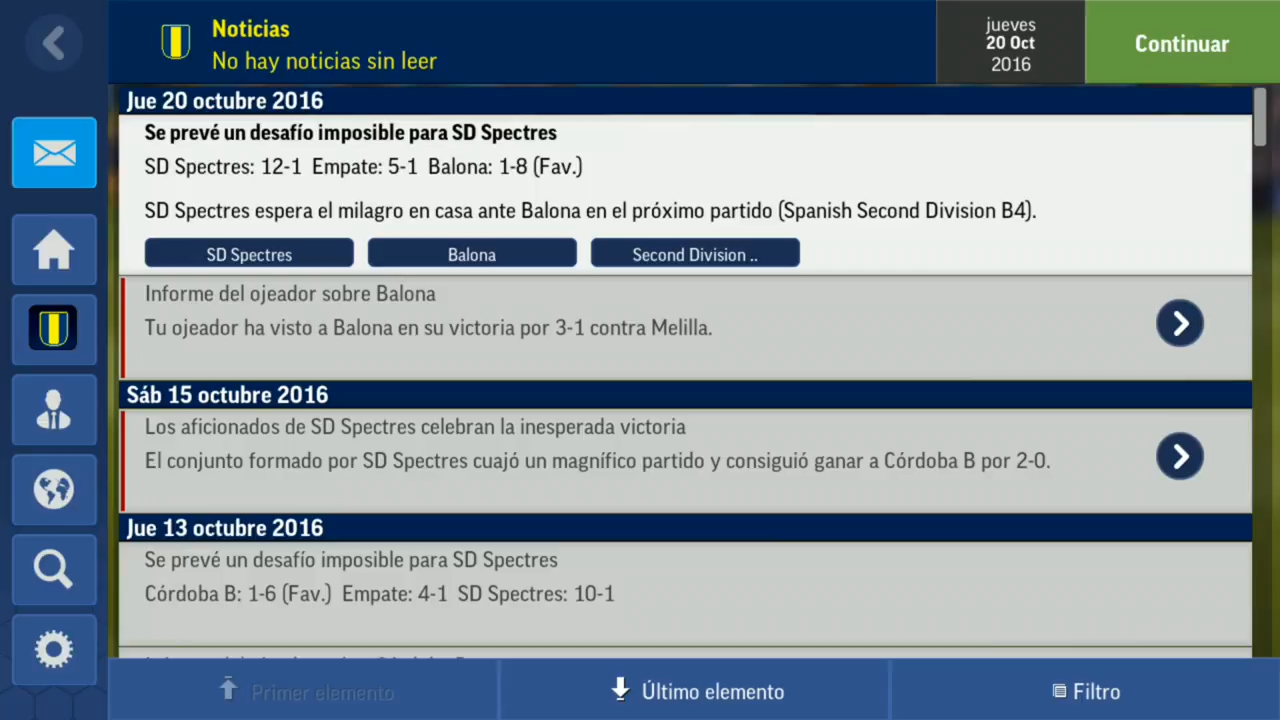 Noticias
No hay noticias sin leer
jueves
20 Oct
2016
Continuar
Jue 20 octubre 2016
Se prevé un desafío imposible para SD Spectres
SD Spectres: 12-1 Empate: 5-1 Balona: 1-8 (Fav.)
SD Spectres espera el milagro en casa ante Balona en el próximo partido (Spanish Second Division B4).
SD Spectres
Balona
Second Division ..
Informe del ojeador sobre Balona
Tu ojeador ha visto a Balona en su victoria por 3-1 contra Melilla.
Sáb 15 octubre 2016
Los aficionados de SD Spectres celebran la inesperada victoria
El conjunto formado por SD Spectres cuajó un magnífico partido y consiguió ganar a Córdoba B por 2-0.
Jue 13 octubre 2016
Se prevé un desafío imposible para SD Spectres
Córdoba B: 1-6 (Fav.) Empate: 4-1 SD Spectres: 10-1
Primer elemento
Último elemento
Filtro